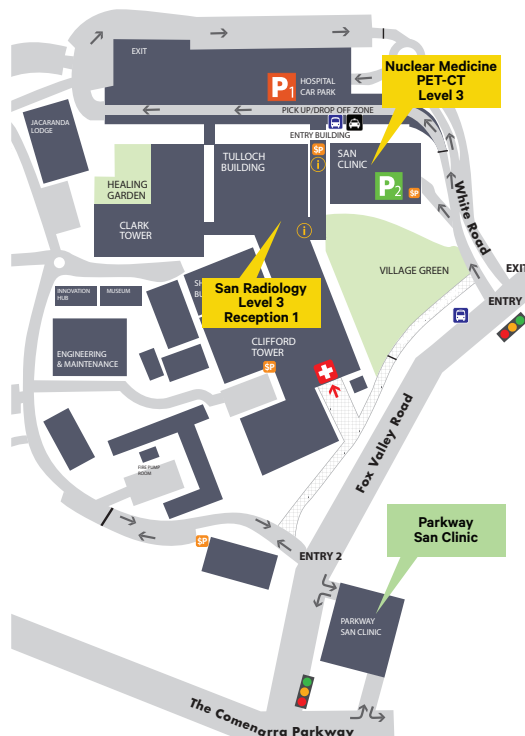 EXIT
P1
HOSPITAL
CAR PARK
Nuclear Medicine
PET-CT
Level 3
PICK UP/DROP OFF ZONE
JACARANDA
LODGE
ENTRY BUILDING
$P
i
TULLOCH
BUILDING
SAN
CLINIC
HEALING
GARDEN
P2
$P
White Road
CLARK
TOWER
i
VILLAGE GREEN
EXIT
ENTRY
San Radiology
Level 3
Reception 1
INNOVATION
HUB
MUSEUM
SH
BU
ENGINEERING
& MAINTENANCE
CLIFFORD
TOWER
$P
Fox Valley Road
FIRE PUMP
ROOM
Parkway
San Clinic
$P
ENTRY 2
PARKWAY
SAN CLINIC
The Comenarra Parkway